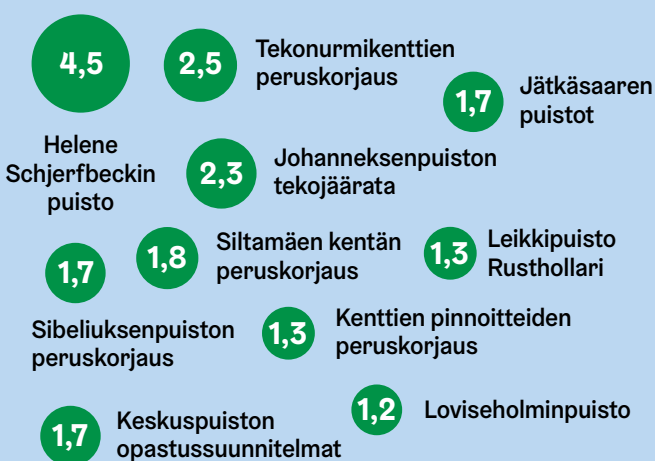 4,5
Helene
Schjerfbeckin
puisto
2,5
Tekonurmikenttien
peruskorjaus
1,7
Jätkäsaaren
puistot
2,3
Johanneksenpuiston
tekojäärata
1,7
Sibeliuksenpuiston
peruskorjaus
1,8
Siltamäen kentän
peruskorjaus
1,3
Leikkipuisto
Rusthollari
1,3
Kenttien pinnoitteiden
peruskorjaus
1,7
Keskuspuiston
opastussuunnitelmat
1,2
Loviseholminpuisto